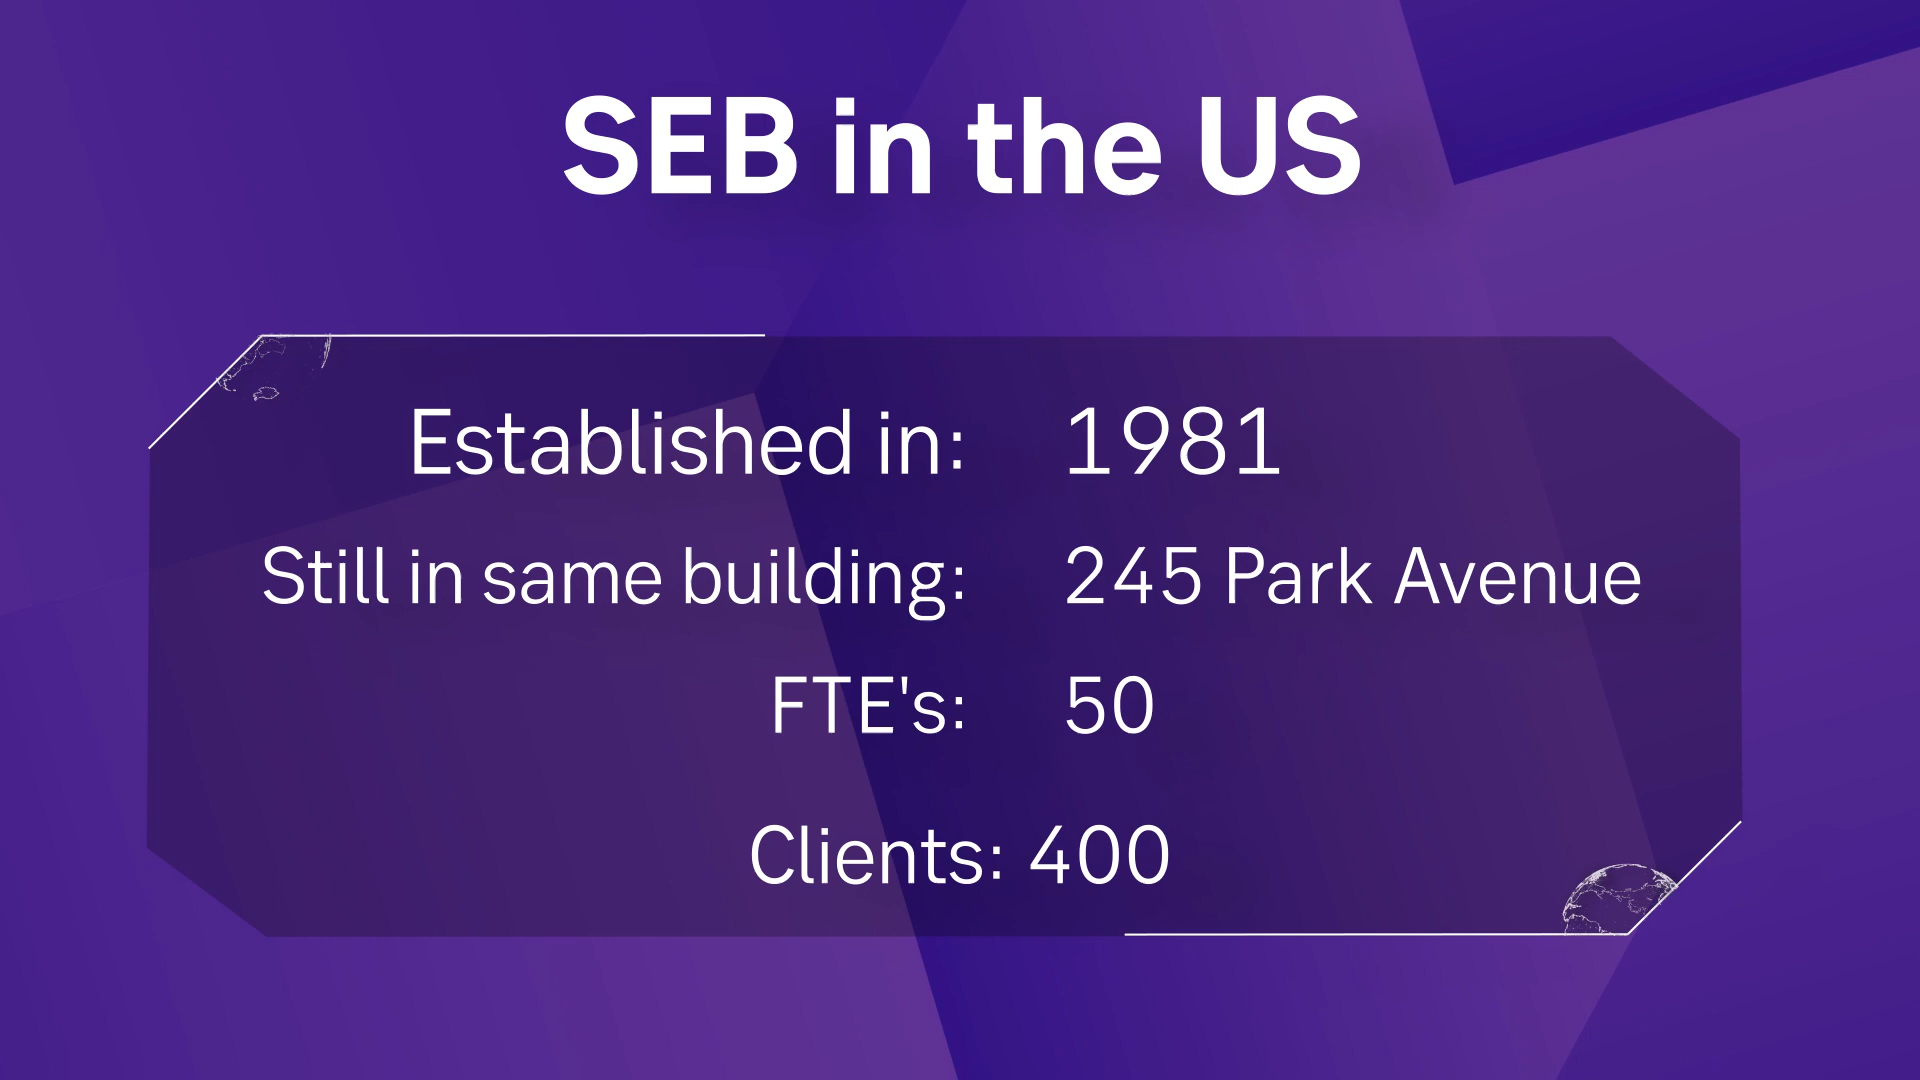 SEB in the US
Established in: 1981
Still in same building: 245 Park Avenue
FTE's: 50
Clients: 400